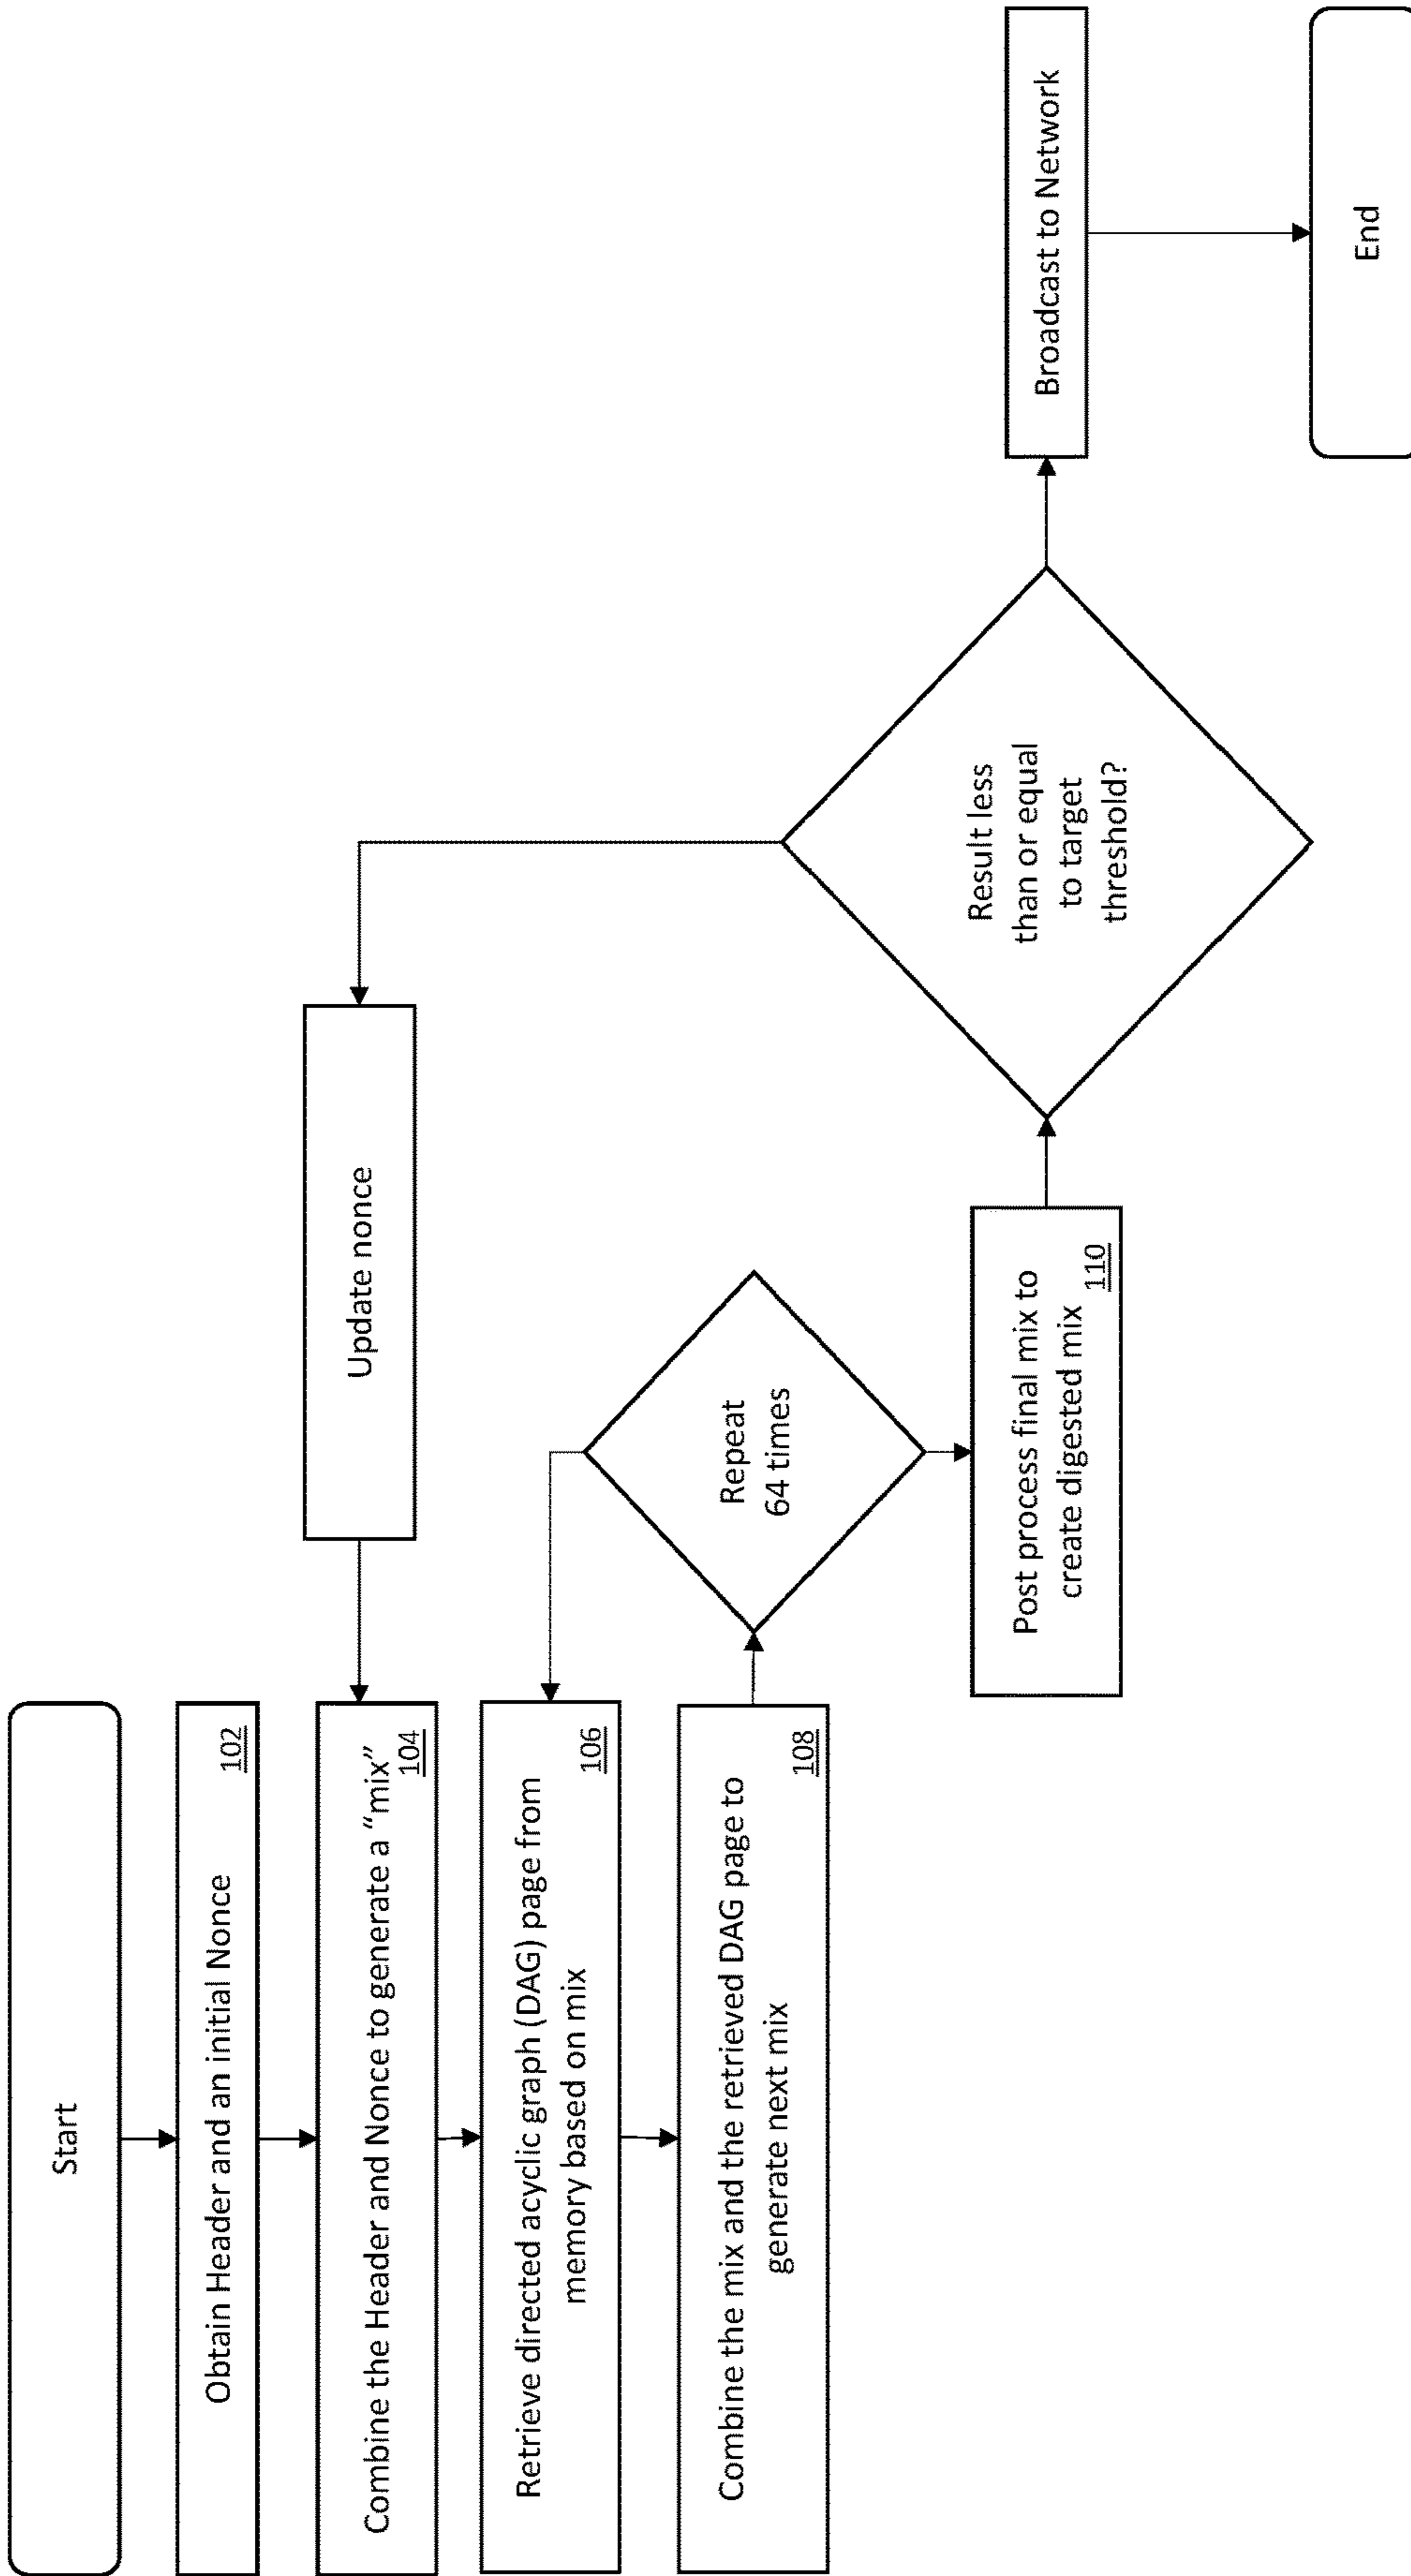 Start
Obtain Header and an initial Nonce
102
Combine the Header and Nonce to generate a “mix”
104
Retrieve directed acyclic graph (DAG) page from
memory based on mix
106
Combine the mix and the retrieved DAG page to
generate next mix
108
Repeat
64 times
Update nonce
Post process final mix to
create digested mix
110
Result less
than or equal
to target
threshold?
Broadcast to Network
End